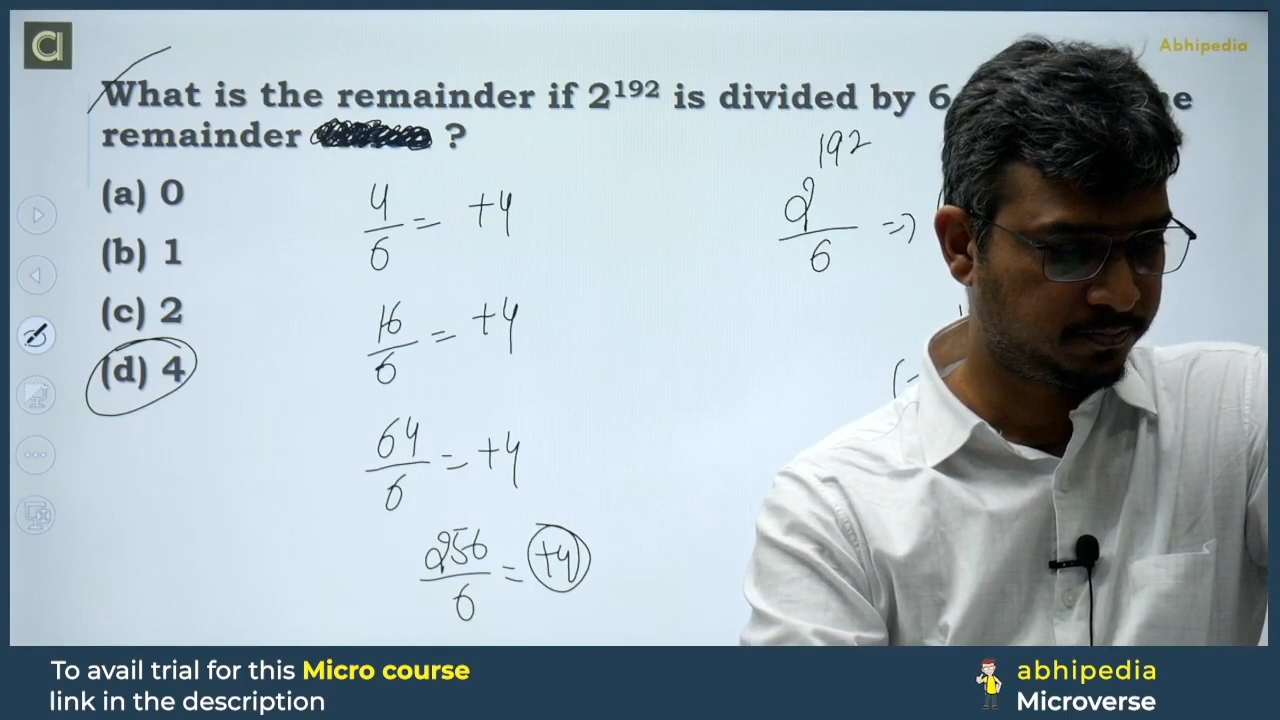 Abhipedia
What is the remainder if 2¹⁹² is divided by 6
remainder ?
(a) 0
(b) 1
(c) 2
(d) 4
4/6 = +4
16/6 = +4
64/6 = +4
256/6 = +4
2¹⁹²/6 =>
To avail trial for this Micro course
link in the description
abhipedia
Microverse